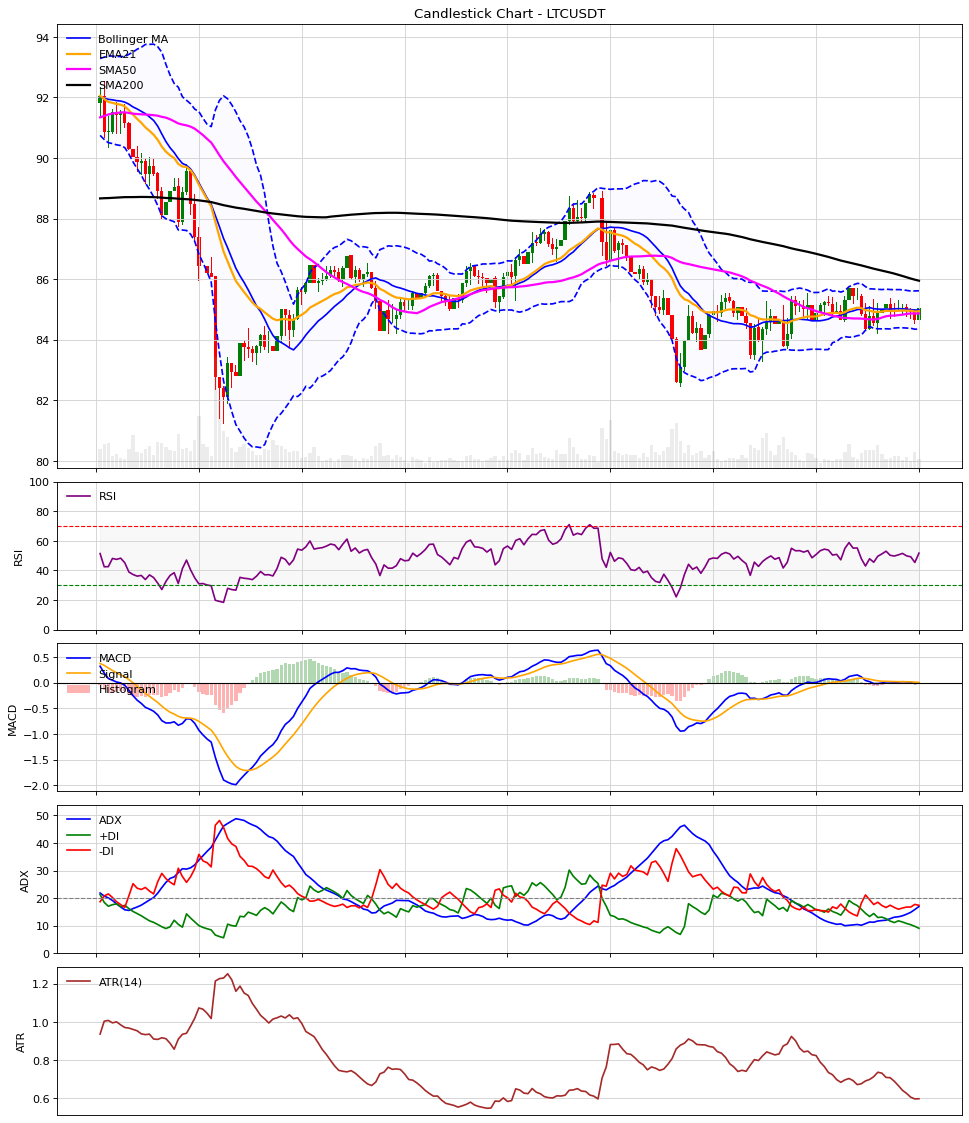 Candlestick Chart - LTCUSDT
94
92
90
88
86
84
82
80
Bollinger MA
EMA21
SMA50
SMA200
100
80
60
40
20
0
RSI
RSI
0.5
0.0
−0.5
−1.0
−1.5
−2.0
MACD
MACD
Signal
Histogram
50
40
30
20
10
0
ADX
ADX
+DI
-DI
1.2
1.0
0.8
0.6
ATR
ATR(14)